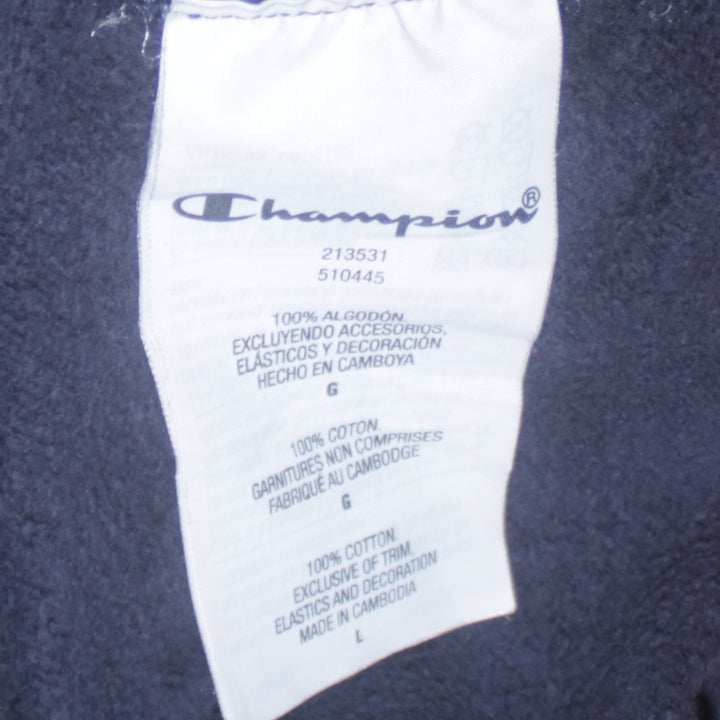 Champion®
213531
510445
100% ALGODÓN.
EXCLUYENDO ACCESORIOS,
ELÁSTICOS Y DECORACIÓN
HECHO EN CAMBOYA
G
100% COTON.
GARNITURES NON COMPRISES
FABRIQUÉ AU CAMBODGE
G
100% COTTON.
EXCLUSIVE OF TRIM,
ELASTICS AND DECORATION
MADE IN CAMBODIA
L